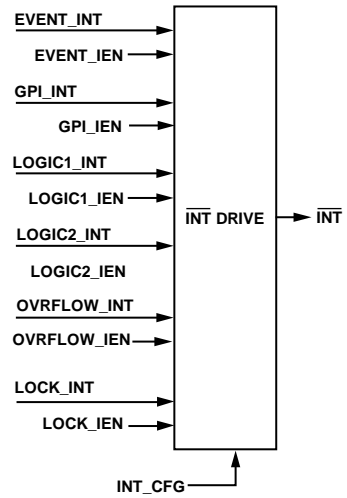 EVENT_INT
EVENT_IEN
GPI_INT
GPI_IEN
LOGIC1_INT
LOGIC1_IEN
INT DRIVE
INT
LOGIC2_INT
LOGIC2_IEN
OVRFLOW_INT
OVRFLOW_IEN
LOCK_INT
LOCK_IEN
INT_CFG